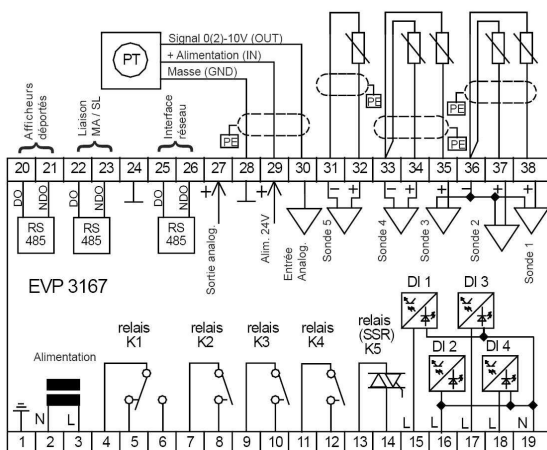 Signal 0(2)-10V (OUT)
+ Alimentation (IN)
Masse (GND)
PT
PE
PE
PE
PE
Afficheurs
déportés
Liaison
MA / SL
Interface
réseau
20 21 22 23 24 25 26 27 28 29 30 31 32 33 34 35 36 37 38
DO
NDO
DO
NDO
DO
NDO
+
+
- +
- +
+
-
+
+
RS
485
RS
485
RS
485
Sortie analog.
Alim. 24V
Entrée
Analog.
Sonde 5
Sonde 4
Sonde 3
Sonde 2
Sonde 1
EVP 3167
DI 1
DI 3
DI 2
DI 4
Alimentation
relais
K1
relais
K2
relais
K3
relais
K4
relais
(SSR)
K5
N L
L L L L N
1 2 3 4 5 6 7 8 9 10 11 12 13 14 15 16 17 18 19